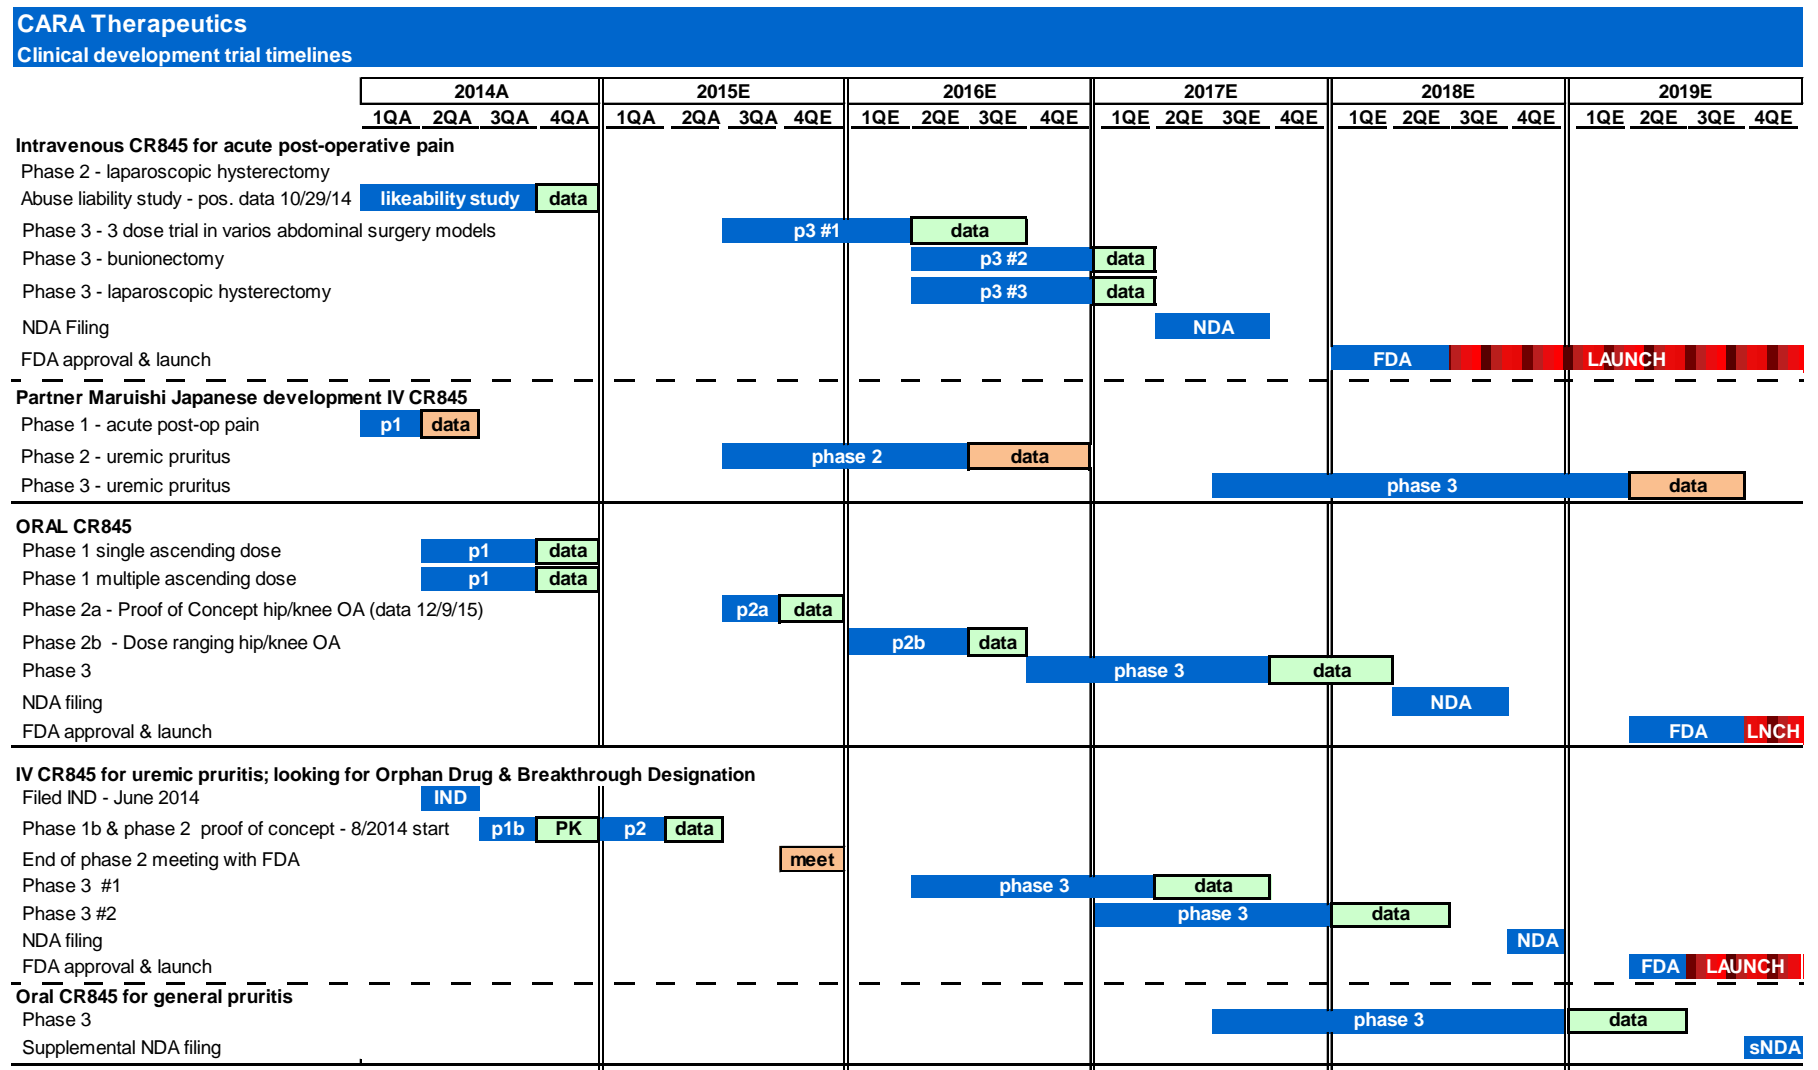 CARA Therapeutics
Clinical development trial timelines
2014A 2015E 2016E 2017E 2018E 2019E
1QA 2QA 3QA 4QA 1QA 2QA 3QA 4QE 1QE 2QE 3QE 4QE 1QE 2QE 3QE 4QE 1QE 2QE 3QE 4QE 1QE 2QE 3QE 4QE
Intravenous CR845 for acute post-operative pain
Phase 2 - laparoscopic hysterectomy
Abuse liability study - pos. data 10/29/14 likeability study data
Phase 3 - 3 dose trial in varios abdominal surgery models p3 #1 data
Phase 3 - bunionectomy p3 #2 data
Phase 3 - laparoscopic hysterectomy p3 #3 data
NDA Filing NDA
FDA approval & launch FDA LAUNCH
Partner Maruishi Japanese development IV CR845
Phase 1 - acute post-op pain p1 data
Phase 2 - uremic pruritus phase 2 data
Phase 3 - uremic pruritus phase 3 data
ORAL CR845
Phase 1 single ascending dose p1 data
Phase 1 multiple ascending dose p1 data
Phase 2a - Proof of Concept hip/knee OA (data 12/9/15) p2a data
Phase 2b - Dose ranging hip/knee OA p2b data
Phase 3 phase 3 data
NDA filing NDA
FDA approval & launch FDA LNCH
IV CR845 for uremic pruritis; looking for Orphan Drug & Breakthrough Designation
Filed IND - June 2014 IND
Phase 1b & phase 2 proof of concept - 8/2014 start p1b PK p2 data
End of phase 2 meeting with FDA meet
Phase 3 #1 phase 3 data
Phase 3 #2 phase 3 data
NDA filing NDA
FDA approval & launch FDA LAUNCH
Oral CR845 for general pruritis
Phase 3 phase 3 data
Supplemental NDA filing sNDA